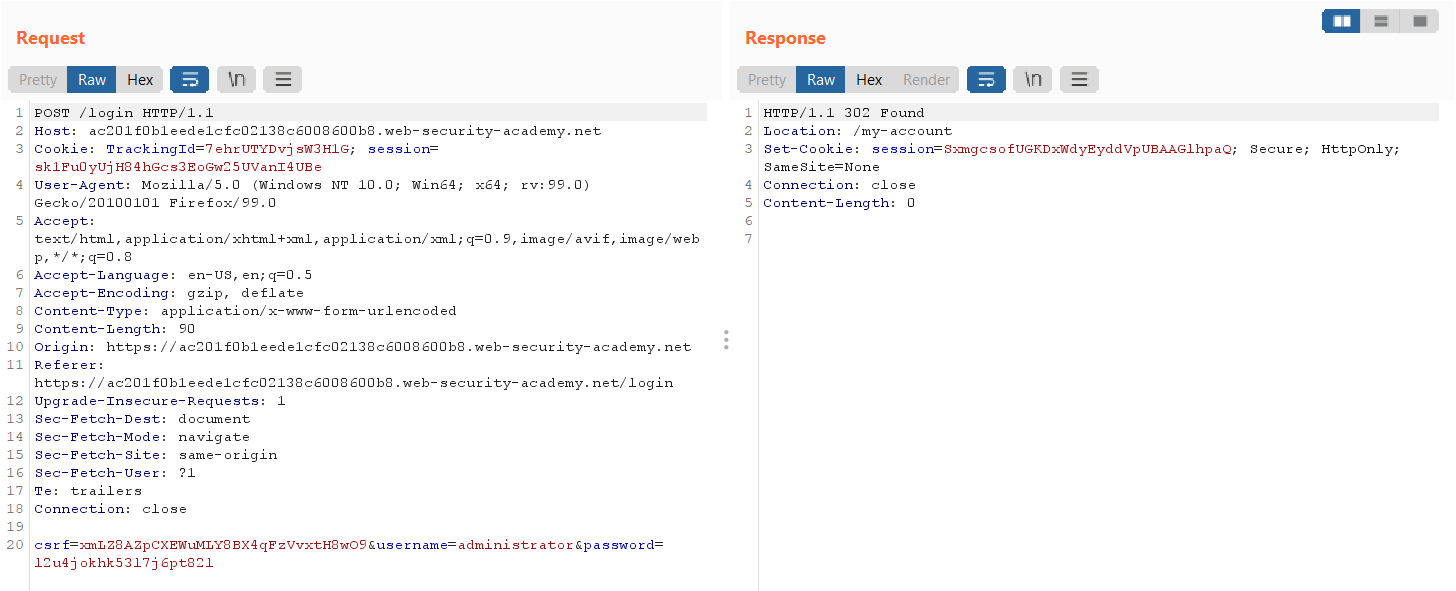 Request
Pretty Raw Hex \n
1 POST /login HTTP/1.1
2 Host: ac201f0b1eede1cfc02138c6008600b8.web-security-academy.net
3 Cookie: TrackingId=7ehrUTYDvjsW3HlG; session=
sk1Fu0yUjH84hGcs3EoGw25UVanI4UBe
4 User-Agent: Mozilla/5.0 (Windows NT 10.0; Win64; x64; rv:99.0)
Gecko/20100101 Firefox/99.0
5 Accept:
text/html,application/xhtml+xml,application/xml;q=0.9,image/avif,image/web
p,*/*;q=0.8
6 Accept-Language: en-US,en;q=0.5
7 Accept-Encoding: gzip, deflate
8 Content-Type: application/x-www-form-urlencoded
9 Content-Length: 90
10 Origin: https://ac201f0b1eede1cfc02138c6008600b8.web-security-academy.net
11 Referer:
https://ac201f0b1eede1cfc02138c6008600b8.web-security-academy.net/login
12 Upgrade-Insecure-Requests: 1
13 Sec-Fetch-Dest: document
14 Sec-Fetch-Mode: navigate
15 Sec-Fetch-Site: same-origin
16 Sec-Fetch-User: ?1
17 Te: trailers
18 Connection: close
19
20 csrf=xmLZ8AZpCXEWuMLY8BX4qFzVvxtH8wO9&username=administrator&password=
l2u4jokhk53l7j6pt82l
Response
Pretty Raw Hex Render \n
1 HTTP/1.1 302 Found
2 Location: /my-account
3 Set-Cookie: session=SxmgcsofUGKDxWdyEyddVpUBAAGlhpaQ; Secure; HttpOnly;
SameSite=None
4 Connection: close
5 Content-Length: 0
6
7